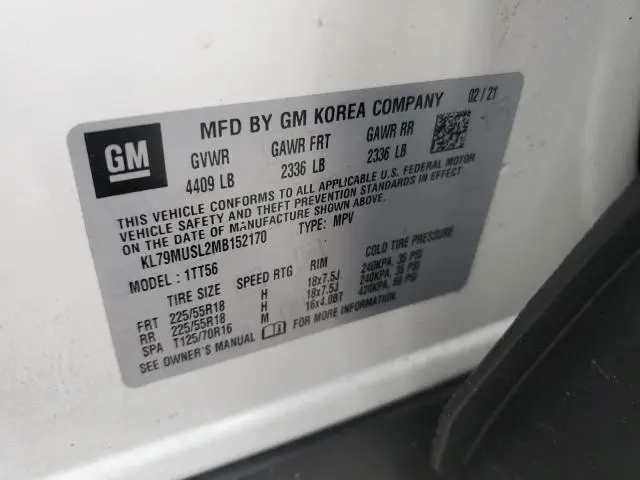 GM
MFD BY GM KOREA COMPANY 02 / 21
GVWR GAWR FRT GAWR RR
4409 LB 2336 LB 2336 LB
THIS VEHICLE CONFORMS TO ALL APPLICABLE U.S. FEDERAL MOTOR
VEHICLE SAFETY AND THEFT PREVENTION STANDARDS IN EFFECT
ON THE DATE OF MANUFACTURE SHOWN ABOVE.
KL79MUSL2MB152170 TYPE: MPV
MODEL : 1TT56
TIRE SIZE SPEED RTG RIM COLD TIRE PRESSURE
FRT 225/55R18 H 18x7.5J 240KPA, 35 PSI
RR 225/55R18 H 18x7.5J 240KPA, 35 PSI
SPA T125/70R16 M 16x4.0BT 420KPA, 60 PSI
SEE OWNER'S MANUAL FOR MORE INFORMATION